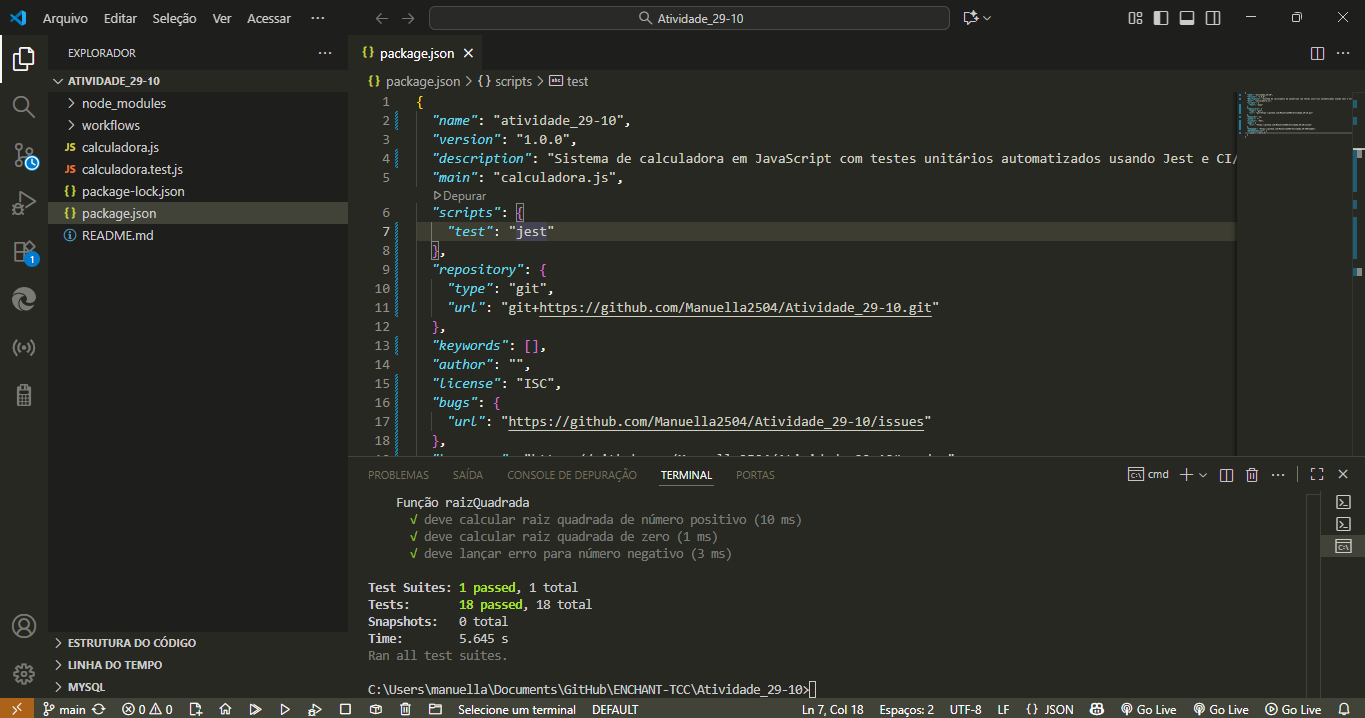 Arquivo Editar Seleção Ver Acessar ···
Atividade_29-10
EXPLORADOR ···
ATIVIDADE_29-10
node_modules
workflows
JS calculadora.js
JS calculadora.test.js
{} package-lock.json
{} package.json
README.md
ESTRUTURA DO CÓDIGO
LINHA DO TEMPO
MYSQL
1
{} package.json
{} package.json > {} scripts > abc test
1 {
2 "name": "atividade_29-10",
3 "version": "1.0.0",
4 "description": "Sistema de calculadora em JavaScript com testes unitários automatizados usando Jest e CI/
5 "main": "calculadora.js",
Depurar
6 "scripts": {
7 "test": "jest"
8 },
9 "repository": {
10 "type": "git",
11 "url": "git+https://github.com/Manuella2504/Atividade_29-10.git"
12 },
13 "keywords": [],
14 "author": "",
15 "license": "ISC",
16 "bugs": {
17 "url": "https://github.com/Manuella2504/Atividade_29-10/issues"
18 },
PROBLEMAS SAÍDA CONSOLE DE DEPURAÇÃO TERMINAL PORTAS
cmd
Função raizQuadrada
√ deve calcular raiz quadrada de número positivo (10 ms)
√ deve calcular raiz quadrada de zero (1 ms)
√ deve lançar erro para número negativo (3 ms)
Test Suites: 1 passed, 1 total
Tests: 18 passed, 18 total
Snapshots: 0 total
Time: 5.645 s
Ran all test suites.
C:\Users\manuella\Documents\GitHub\ENCHANT-TCC\Atividade_29-10>
main 0 0 Selecione um terminal DEFAULT Ln 7, Col 18 Espaços: 2 UTF-8 LF {} JSON Go Live Go Live Go Live